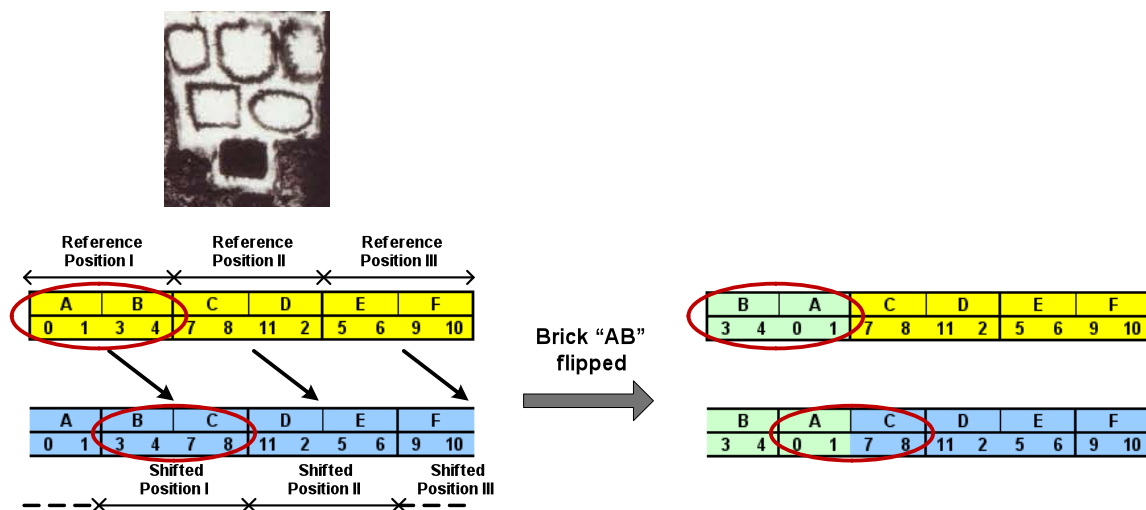 Reference Position I
Reference Position II
Reference Position III
A B C D E F
0 1 3 4 7 8 11 2 5 6 9 10
A B C D E F
0 1 3 4 7 8 11 2 5 6 9 10
Shifted Position I
Shifted Position II
Shifted Position III
Brick “AB”
flipped
B A C D E F
3 4 0 1 7 8 11 2 5 6 9 10
B A C D E F
3 4 0 1 7 8 11 2 5 6 9 10